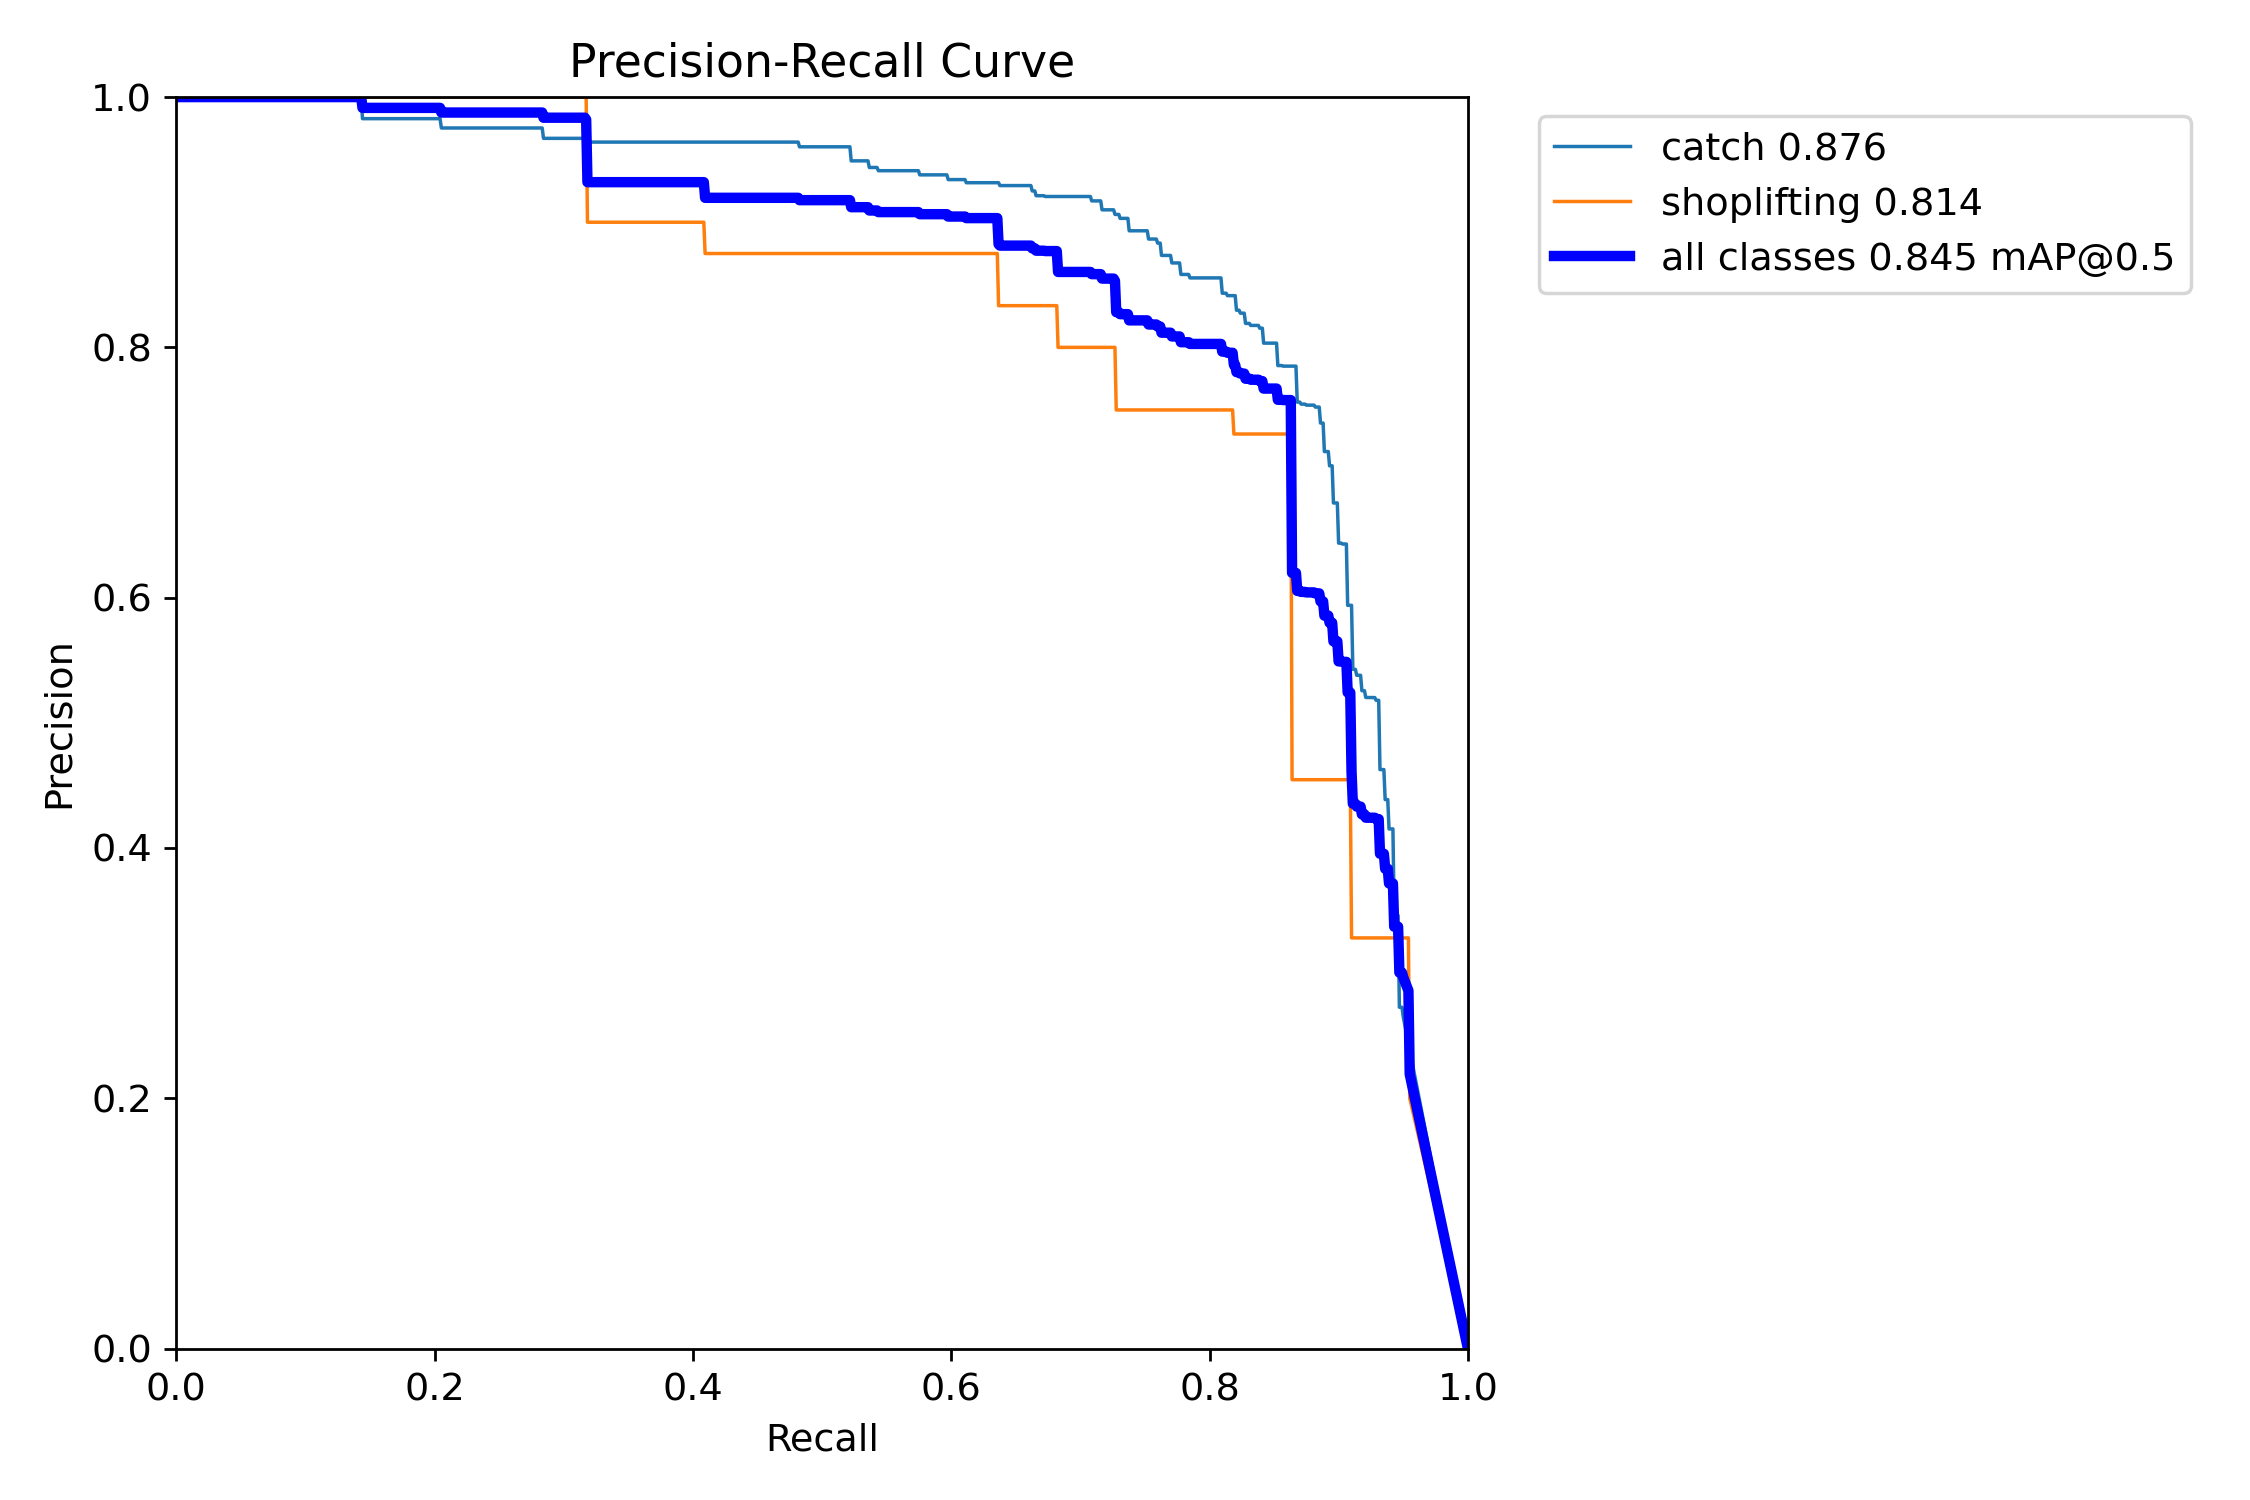 Precision-Recall Curve
1.0
0.8
0.6
0.4
0.2
0.0
Precision
0.0 0.2 0.4 0.6 0.8 1.0
Recall
catch 0.876
shoplifting 0.814
all classes 0.845 mAP@0.5